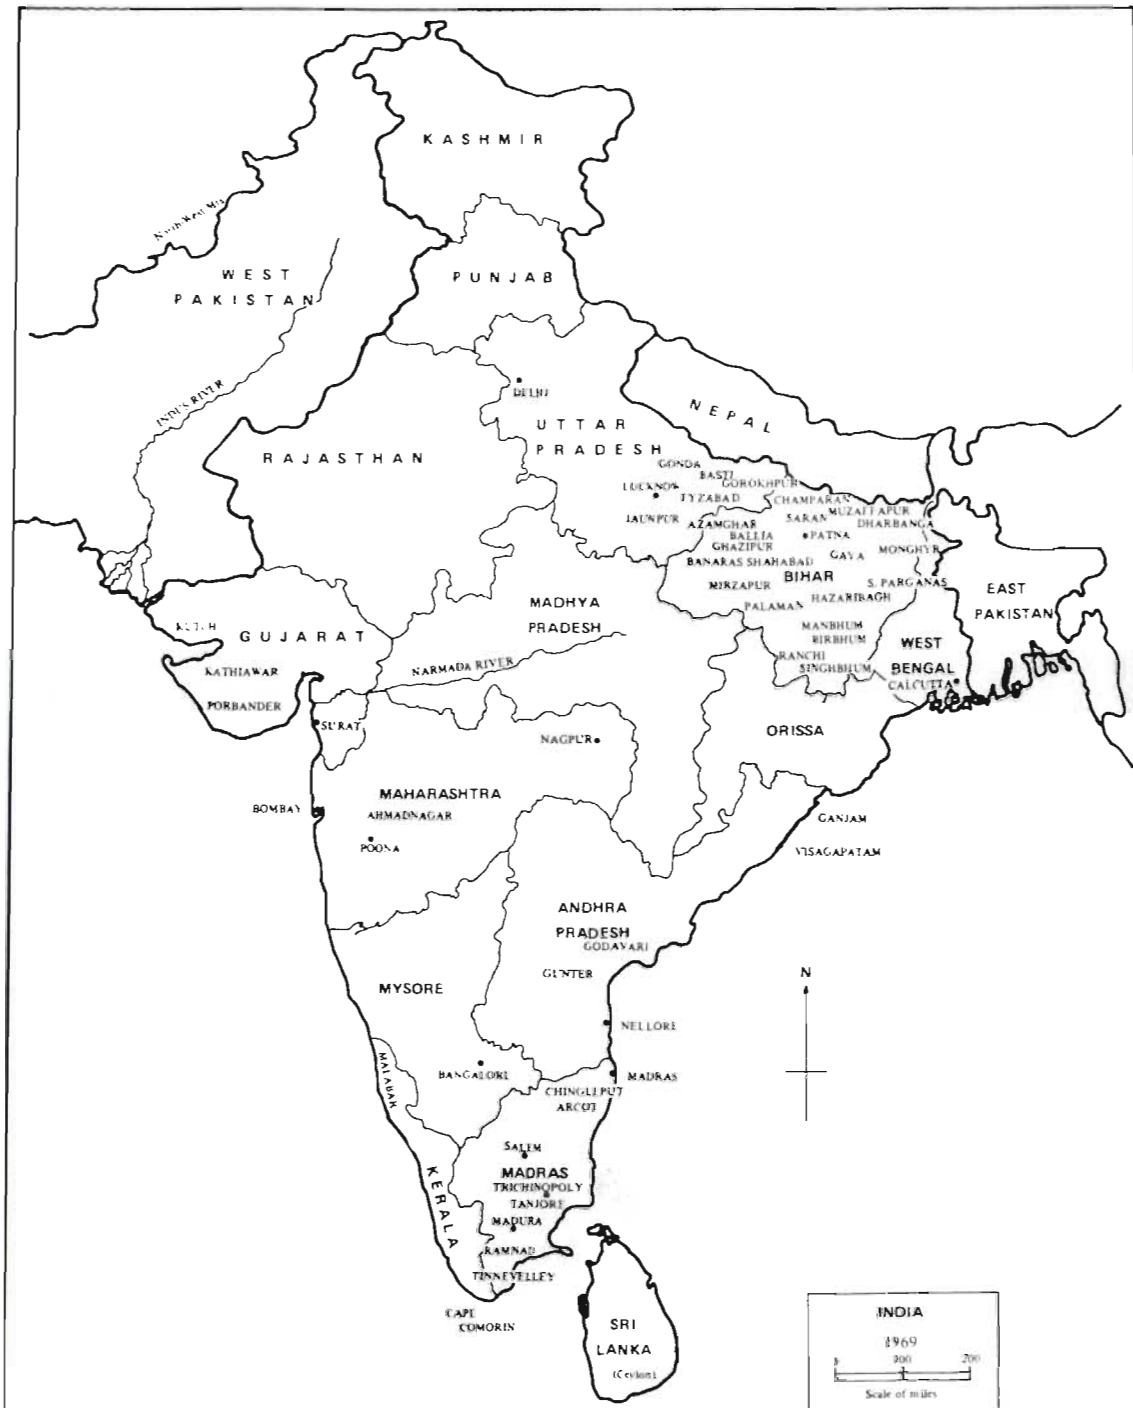 KASHMIR
North West Mts
WEST
PAKISTAN
PUNJAB
INDUS RIVER
DELHI
NEPAL
UTTAR
PRADESH
RAJASTHAN
GONDA
BASTI
GOROKHPUR
LUCKNOW
FYZABAD
CHAMPARAN
MUZAFFAPUR
JAUNPUR
AZAMGHAR
SARAN
DHARBANGA
BALLIA
PATNA
GHAZIPUR
GAYA
MONGHYR
BANARAS SHAHABAD
BIHAR
MIRZAPUR
S. PARGANAS
HAZARIBAGH
PALAMAN
EAST
PAKISTAN
MADHYA
PRADESH
MANBHUM
BIRBHUM
RANCHI
SINGHBHUM
WEST
BENGAL
CALCUTTA
KUTCH
GUJARAT
KATHIAWAR
NARMADA RIVER
PORBANDER
SURAT
NAGPUR
ORISSA
MAHARASHTRA
BOMBAY
AHMADNAGAR
POONA
GANJAM
VISAGAPATAM
ANDHRA
PRADESH
GODAVARI
GUNTER
MYSORE
N
NELLORE
MALABAR
BANGALORE
MADRAS
CHINGLEPUT
ARCOT
SALEM
MADRAS
TRICHINOPOLY
TANJORE
KERALA
MADURA
RAMNAD
TINNEVELLEY
CAPE
COMORIN
SRI
LANKA
(Ceylon)
INDIA
1969
0 100 200
Scale of miles